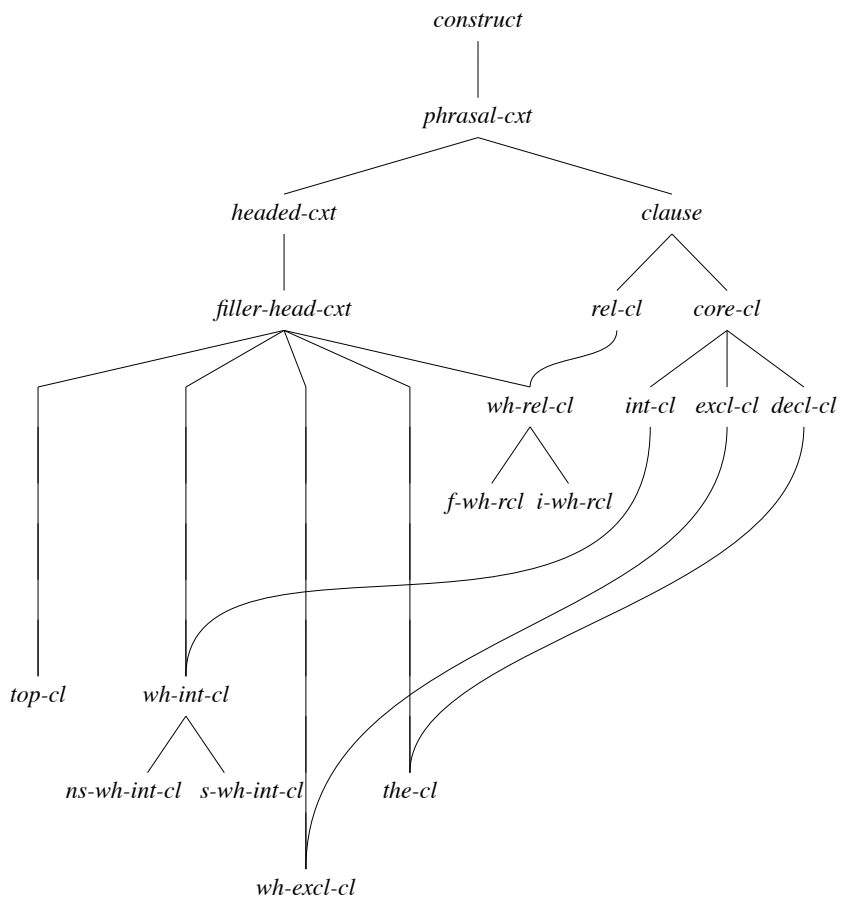 construct
phrasal-cxt
headed-cxt clause
filler-head-cxt rel-cl core-cl
wh-rel-cl int-cl excl-cl decl-cl
f-wh-rcl i-wh-rcl
top-cl wh-int-cl
ns-wh-int-cl s-wh-int-cl the-cl
wh-excl-cl